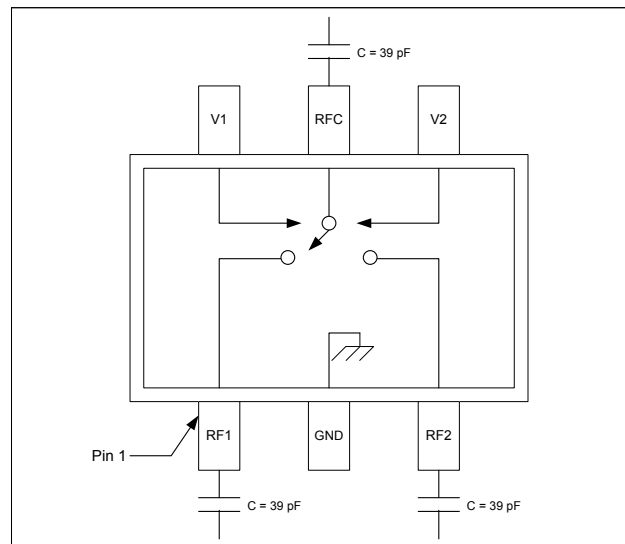 C = 39 pF
V1
RFC
V2
RF1
GND
RF2
Pin 1
C = 39 pF
C = 39 pF